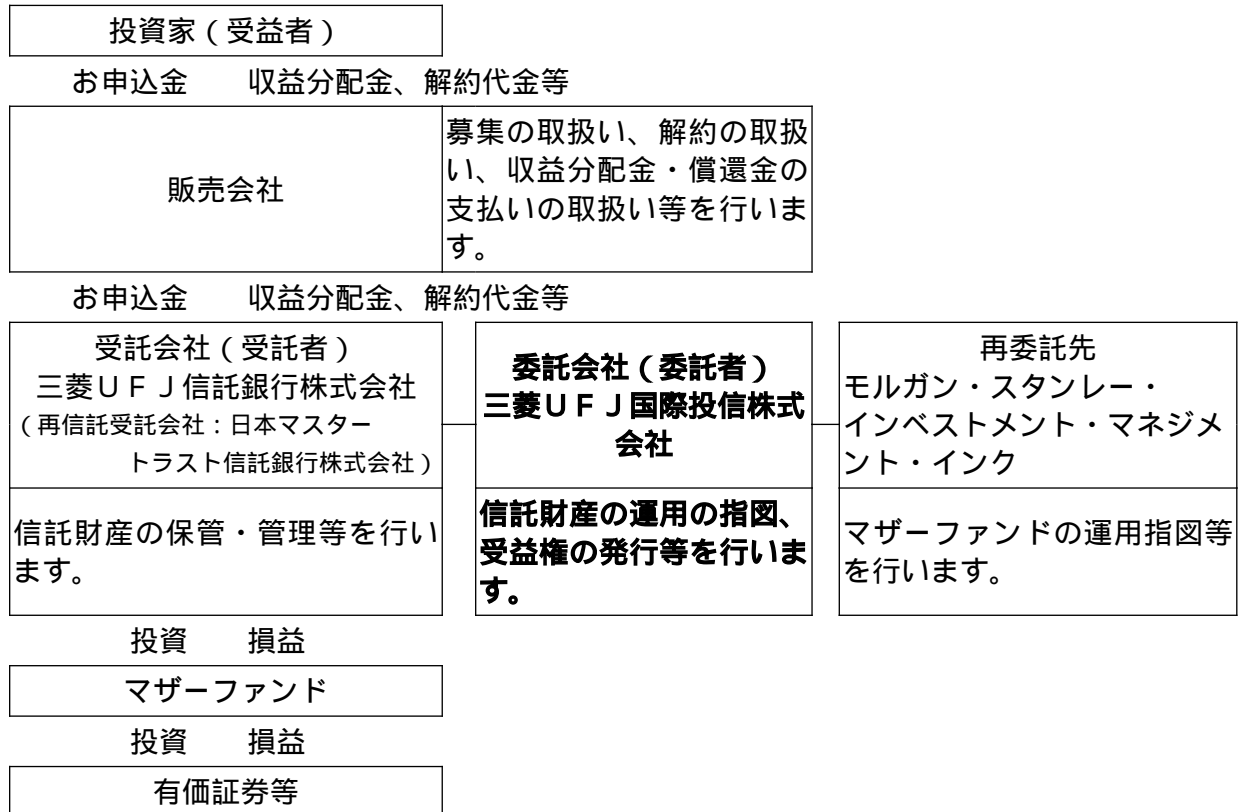 投資家(受益者)
お申込金 収益分配金、解約代金等
販売会社
募集の取扱い、解約の取扱
い、収益分配金・償還金の
支払いの取扱い等を行いま
す。
お申込金 収益分配金、解約代金等
受託会社(受託者)
三菱UFJ信託銀行株式会社
(再信託受託会社:日本マスター
トラスト信託銀行株式会社)
委託会社(委託者)
三菱UFJ国際投信株式
会社
再委託先
モルガン・スタンレー・
インベストメント・マネジメ
ント・インク
信託財産の保管・管理等を行い
ます。
信託財産の運用の指図、
受益権の発行等を行いま
す。
マザーファンドの運用指図等
を行います。
投資 損益
マザーファンド
投資 損益
有価証券等